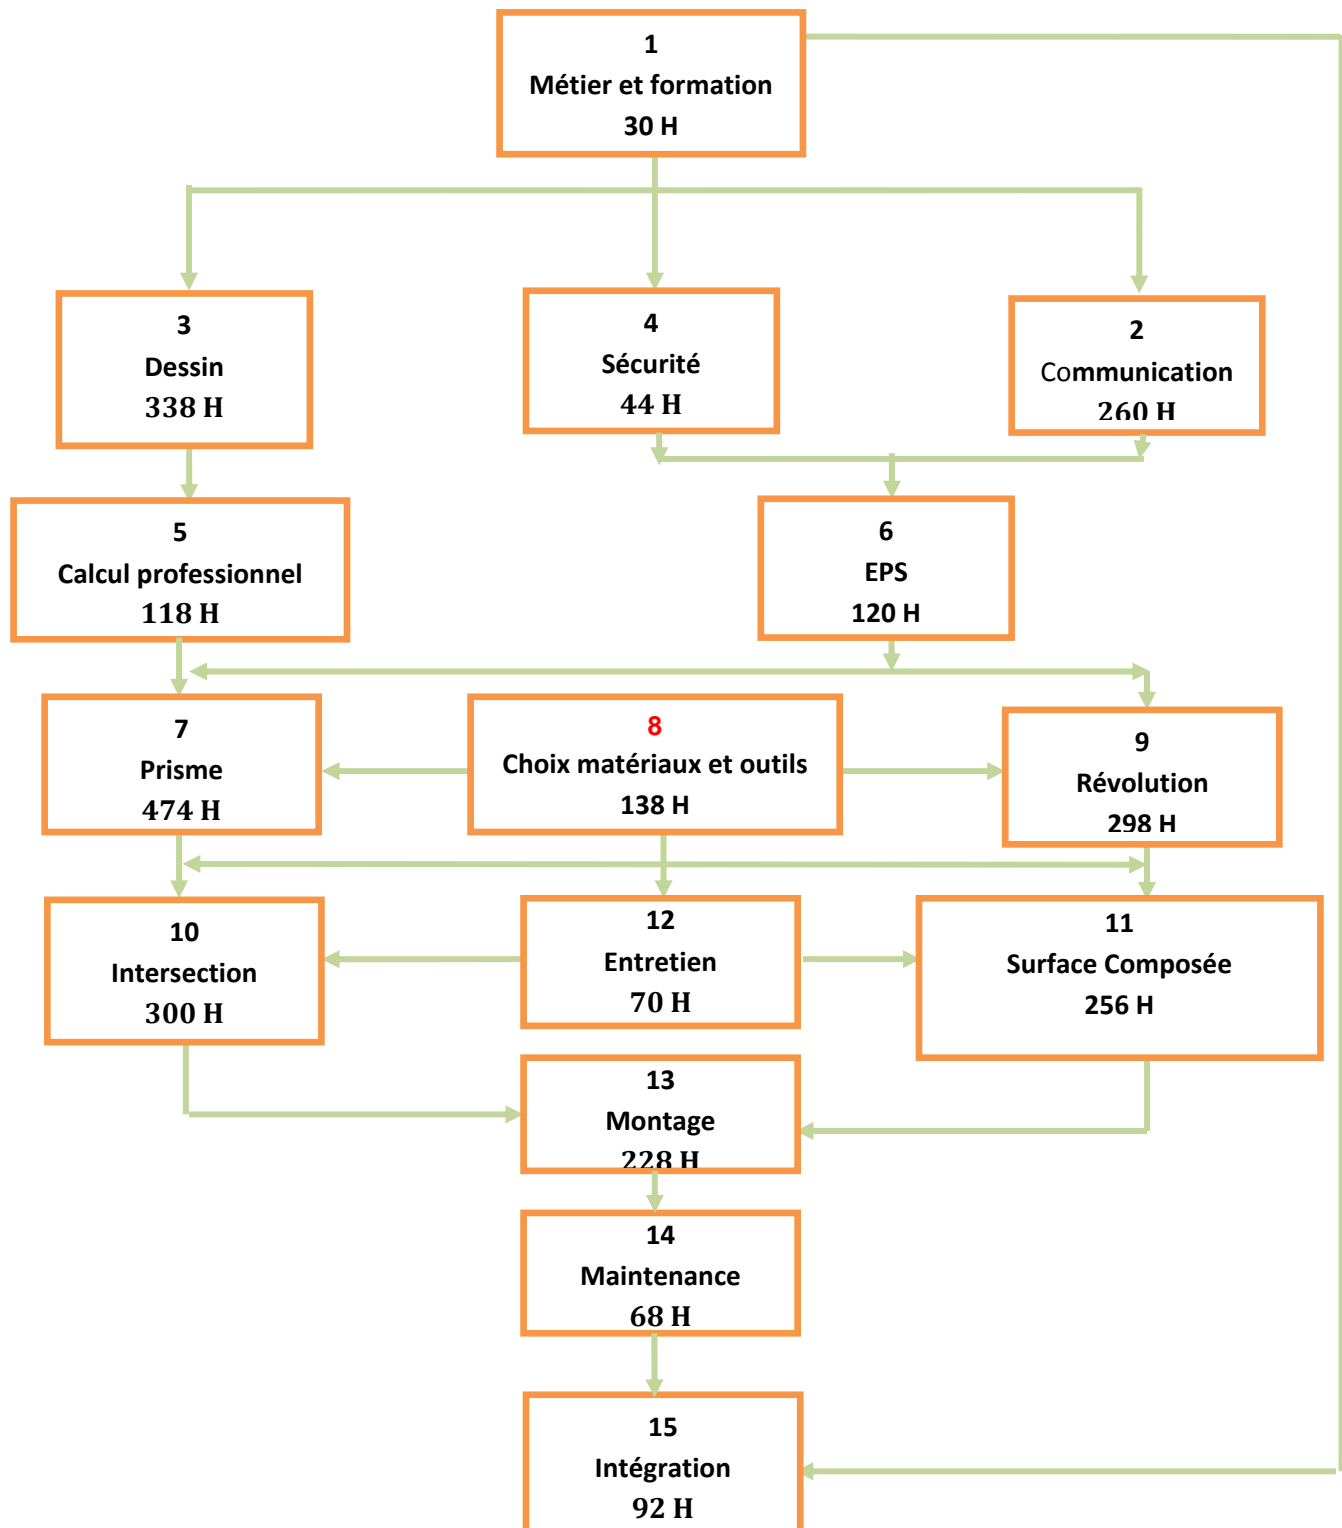 1
Métier et formation
30 H
3
Dessin
338 H
4
Sécurité
44 H
2
Communication
260 H
5
Calcul professionnel
118 H
6
EPS
120 H
7
Prisme
474 H
8
Choix matériaux et outils
138 H
9
Révolution
298 H
10
Intersection
300 H
12
Entretien
70 H
11
Surface Composée
256 H
13
Montage
228 H
14
Maintenance
68 H
15
Intégration
92 H